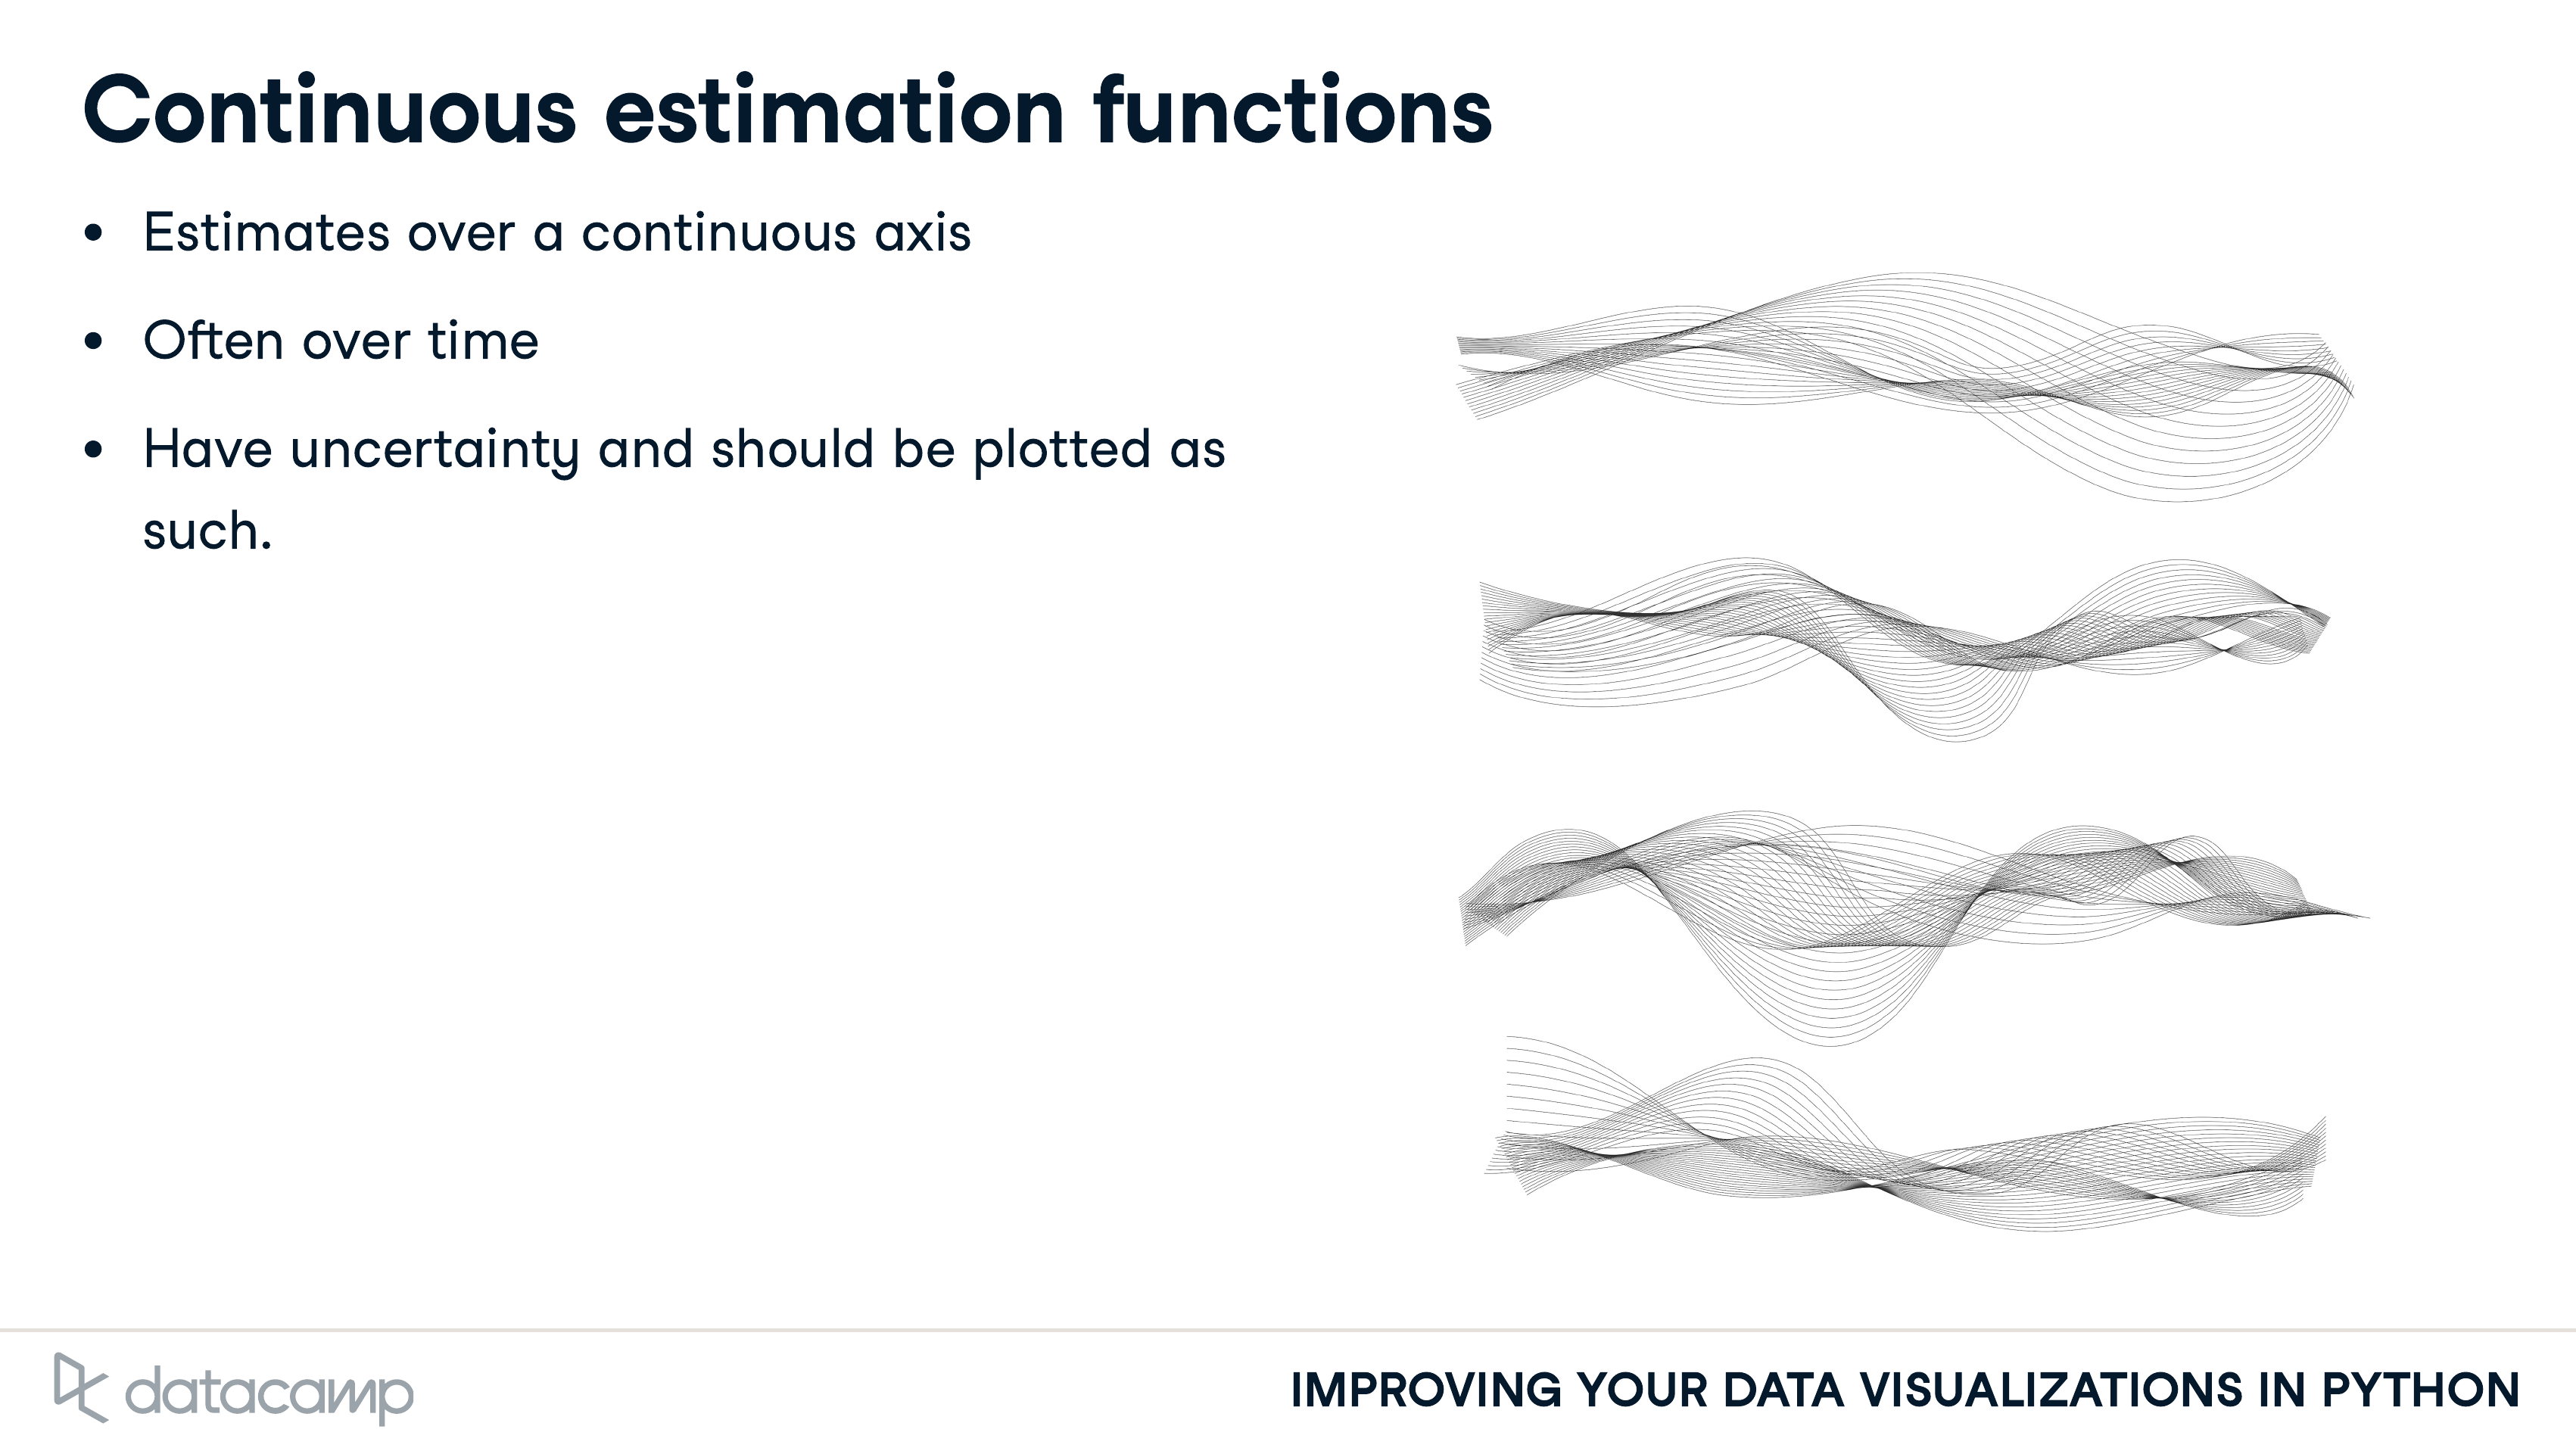 Continuous estimation functions
• Estimates over a continuous axis
• Often over time
• Have uncertainty and should be plotted as
such.
datacamp
IMPROVING YOUR DATA VISUALIZATIONS IN PYTHON